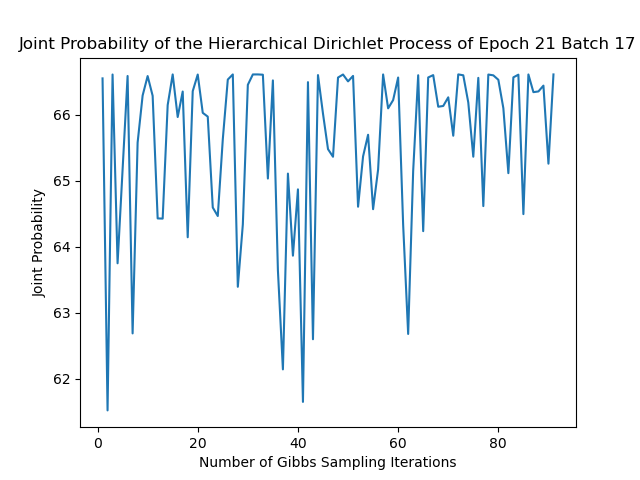 Joint Probability of the Hierarchical Dirichlet Process of Epoch 21 Batch 17
Joint Probability
66
65
64
63
62
0 20 40 60 80
Number of Gibbs Sampling Iterations